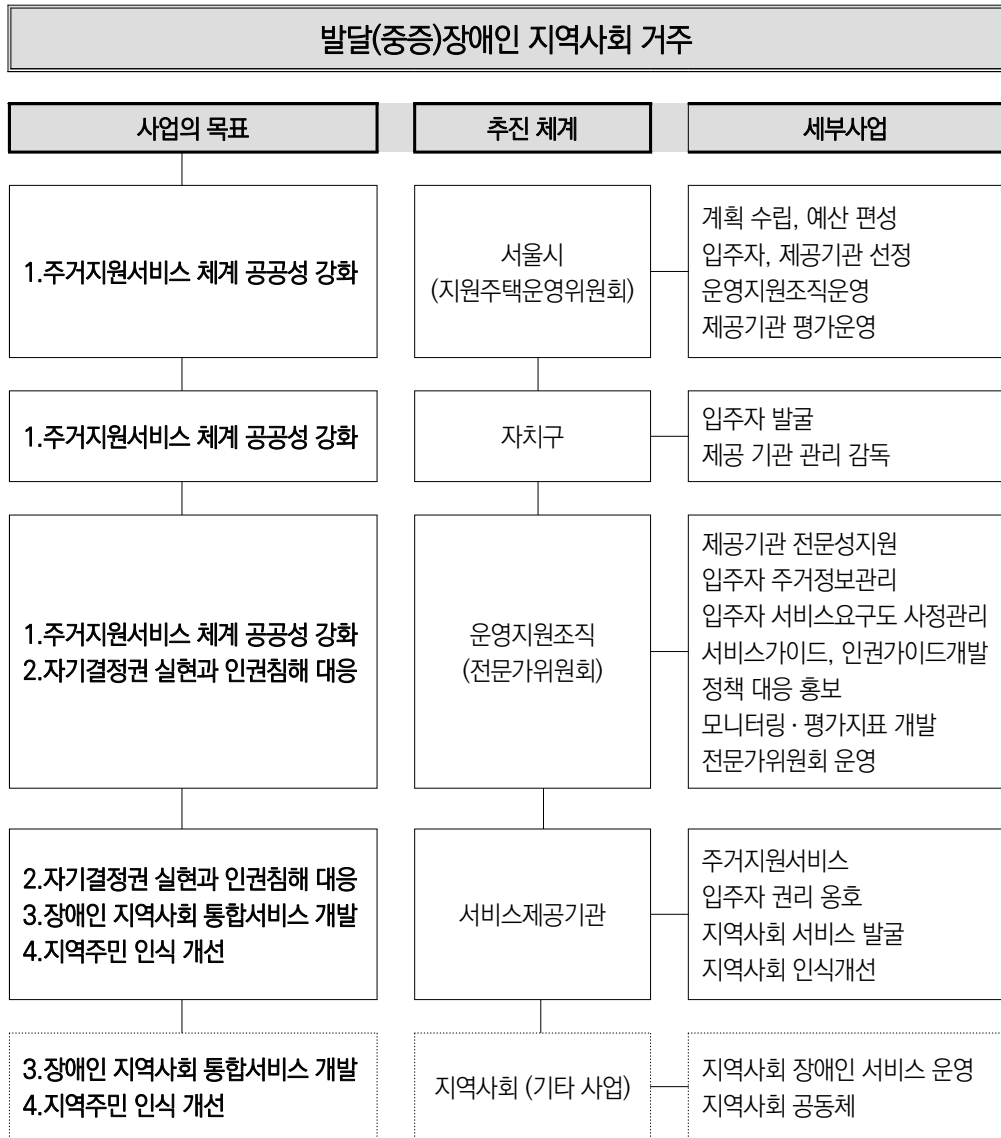 발달(중증)장애인 지역사회 거주
사업의 목표
추진 체계
세부사업
1.주거지원서비스 체계 공공성 강화
서울시
(지원주택운영위원회)
계획 수립, 예산 편성
입주자, 제공기관 선정
운영지원조직운영
제공기관 평가운영
1.주거지원서비스 체계 공공성 강화
자치구
입주자 발굴
제공 기관 관리 감독
1.주거지원서비스 체계 공공성 강화
2.자기결정권 실현과 인권침해 대응
운영지원조직
(전문가위원회)
제공기관 전문성지원
입주자 주거정보관리
입주자 서비스요구도 사정관리
서비스가이드, 인권가이드개발
정책 대응 홍보
모니터링 · 평가지표 개발
전문가위원회 운영
2.자기결정권 실현과 인권침해 대응
3.장애인 지역사회 통합서비스 개발
4.지역주민 인식 개선
서비스제공기관
주거지원서비스
입주자 권리 옹호
지역사회 서비스 발굴
지역사회 인식개선
3.장애인 지역사회 통합서비스 개발
4.지역주민 인식 개선
지역사회 (기타 사업)
지역사회 장애인 서비스 운영
지역사회 공동체